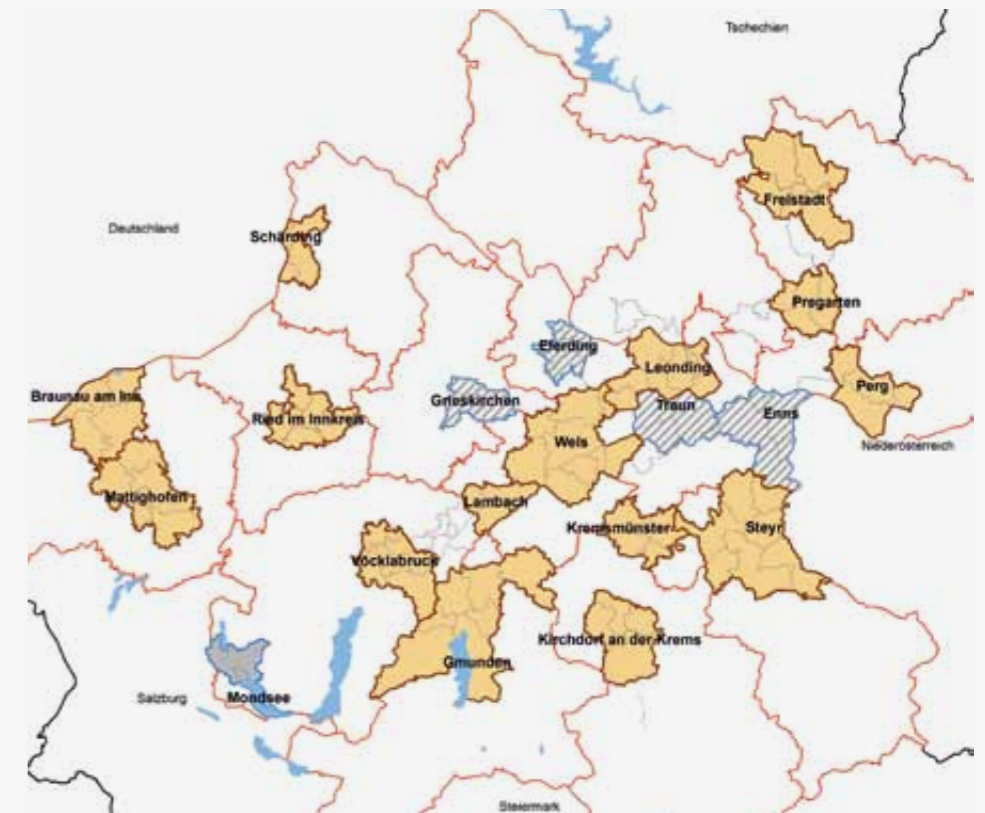 Tschechien
Freistadt
Deutschland
Schärding
Pregarten
Eferding
Leonding
Braunau am Inn
Grieskirchen
Traun
Enns
Perg
Ried im Innkreis
Wels
Niederösterreich
Mattighofen
Lambach
Kremsmünster
Steyr
Vöcklabruck
Kirchdorf an der Krems
Gmunden
Salzburg
Mondsee
Steiermark